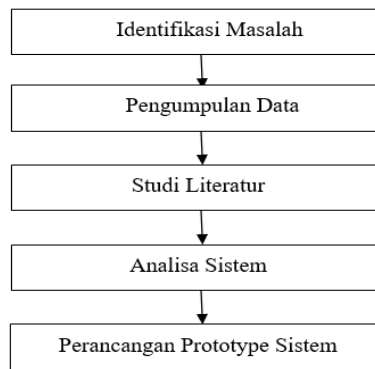 Identifikasi Masalah
Pengumpulan Data
Studi Literatur
Analisa Sistem
Perancangan Prototype Sistem